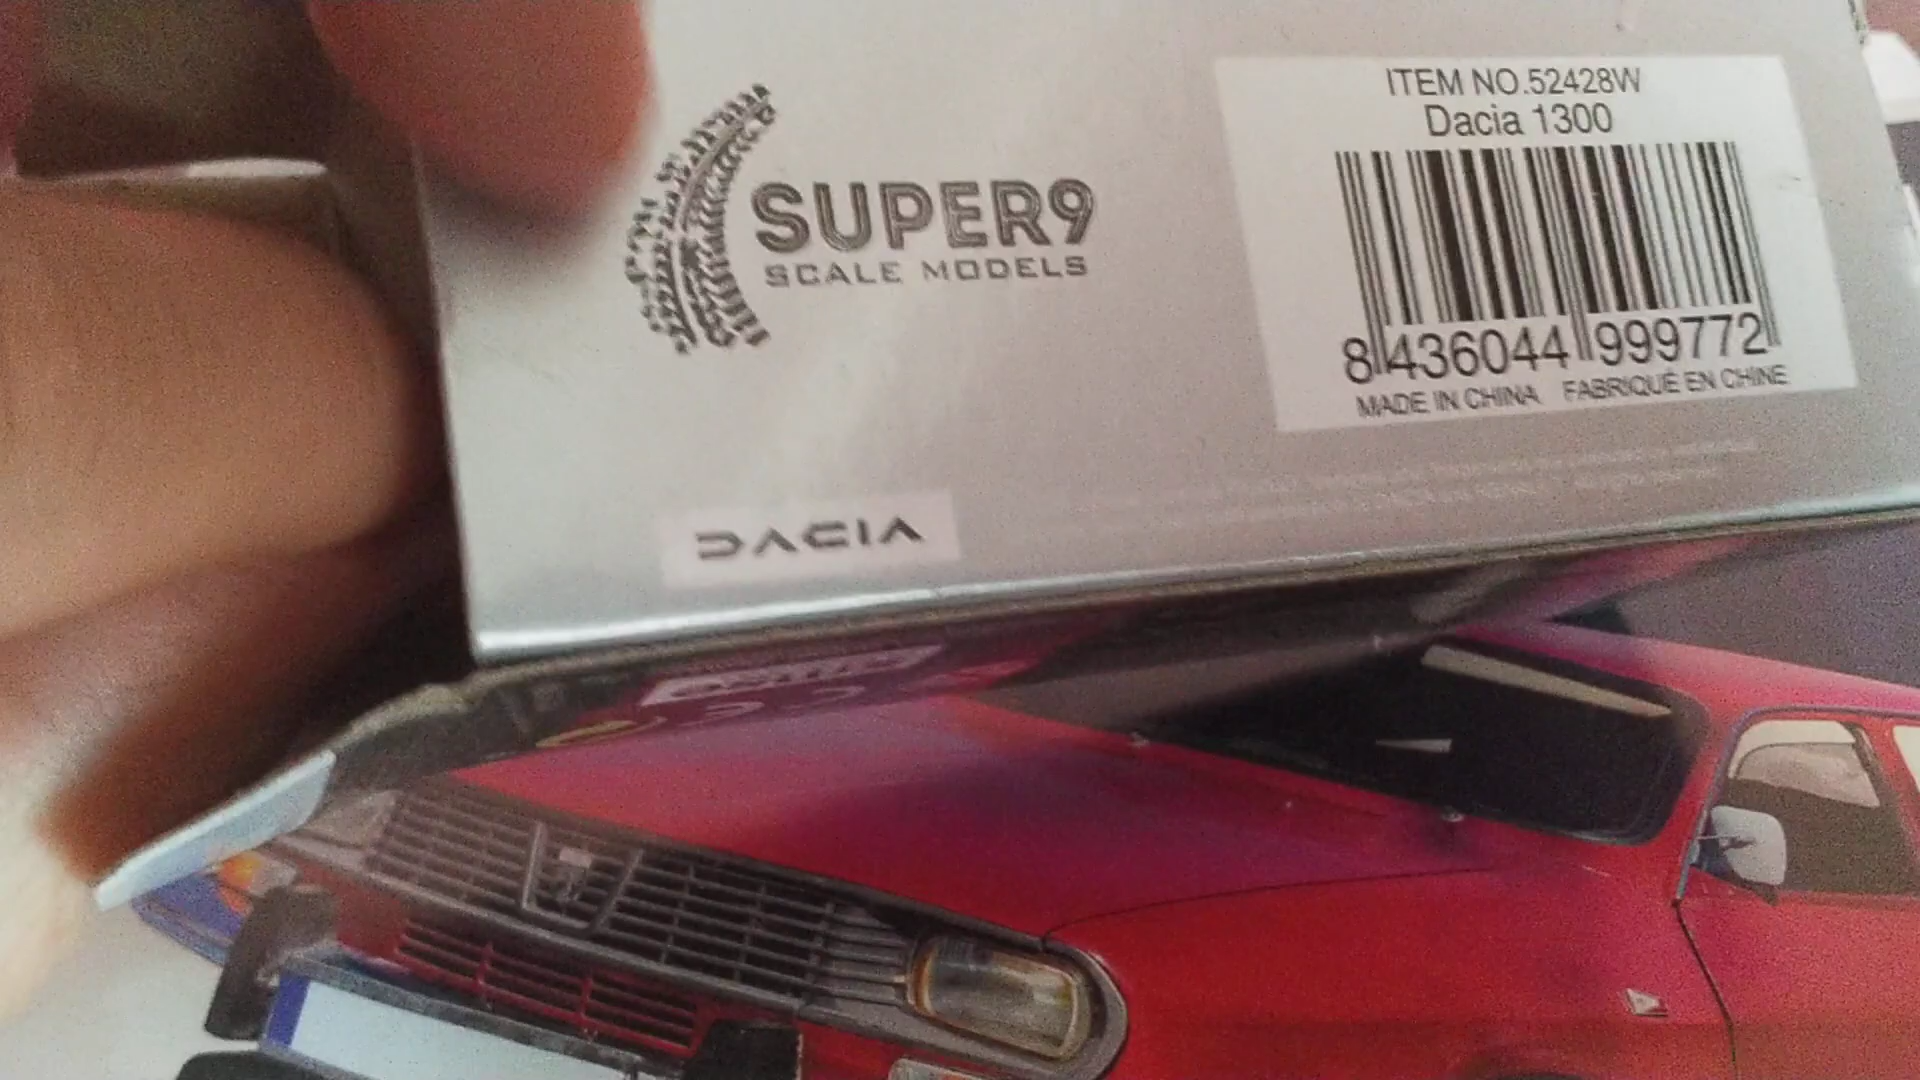 SUPER9
SCALE MODELS
ITEM NO.52428W
Dacia 1300
8 436044 999772
MADE IN CHINA FABRIQUÉ EN CHINE
DACIA